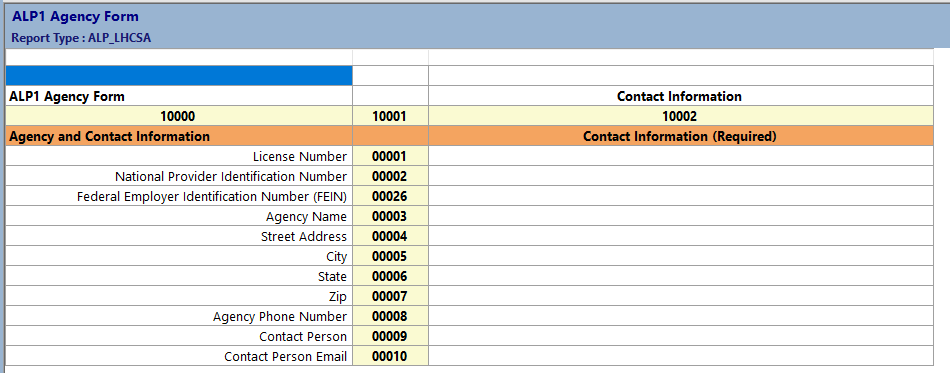 ALP1 Agency Form
Report Type : ALP_LHCSA
ALP1 Agency Form Contact Information
10000 10001 10002
Agency and Contact Information Contact Information (Required)
License Number 00001
National Provider Identification Number 00002
Federal Employer Identification Number (FEIN) 00026
Agency Name 00003
Street Address 00004
City 00005
State 00006
Zip 00007
Agency Phone Number 00008
Contact Person 00009
Contact Person Email 00010